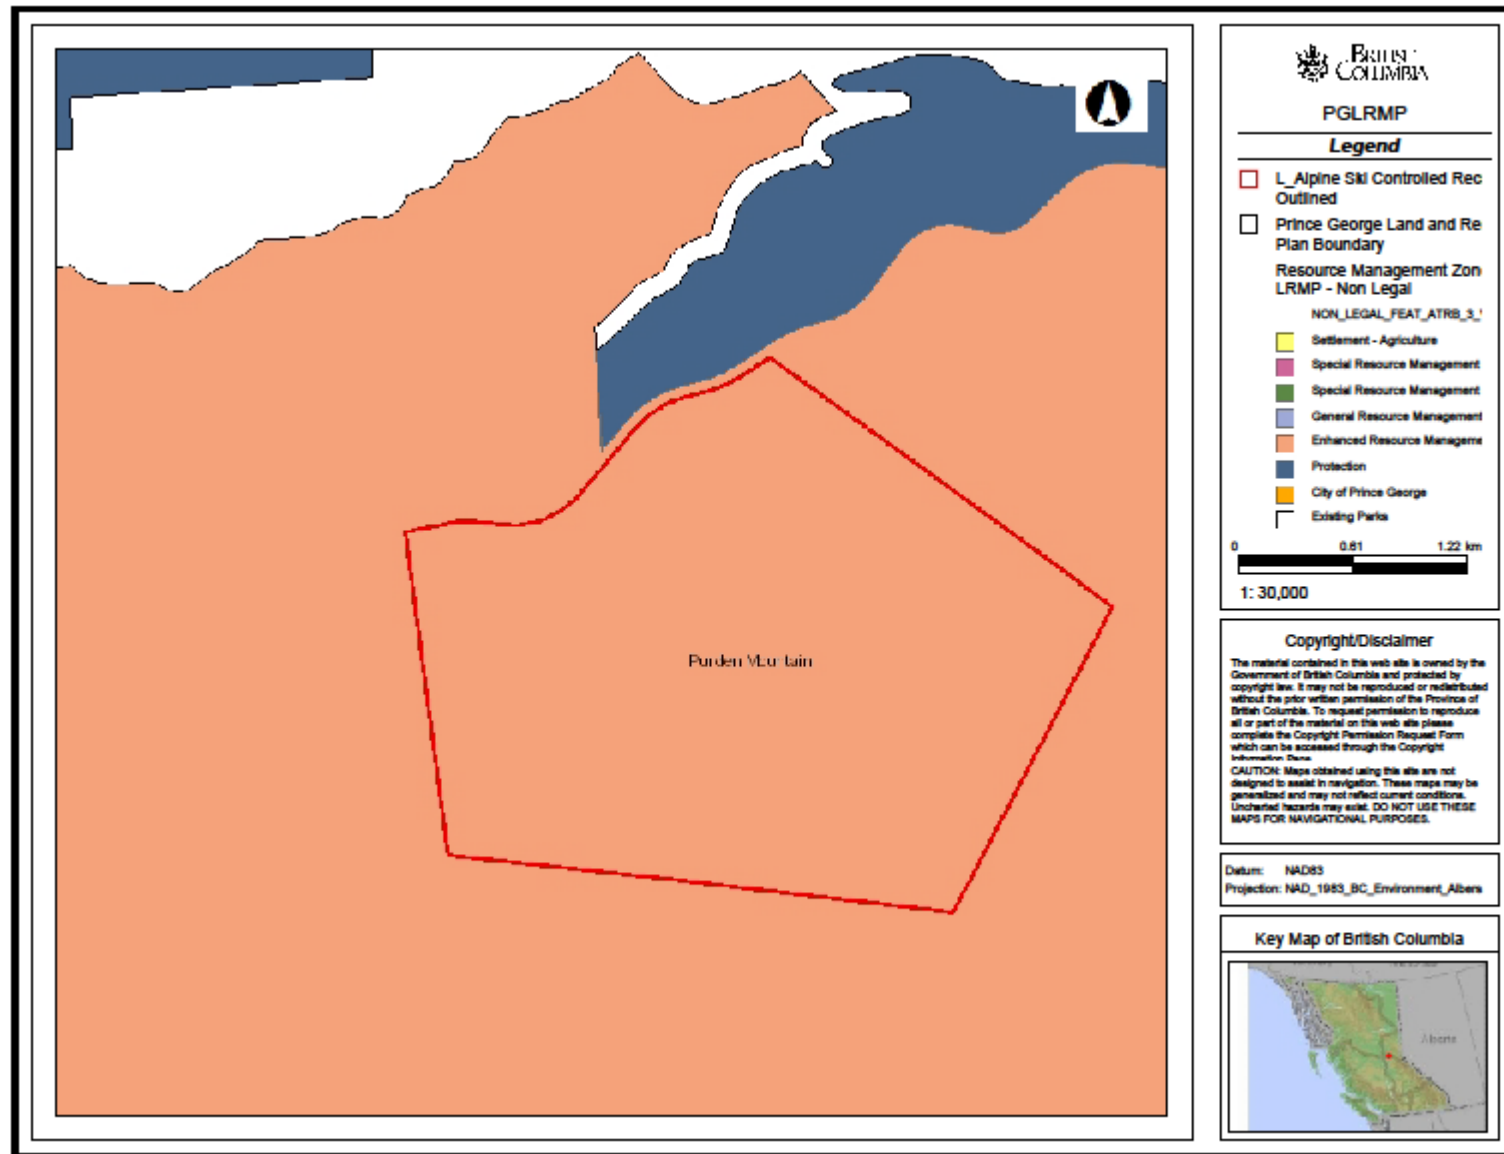 BRITISH
COLUMBIA
PGLRMP
Legend
L_Alpine Ski Controlled Rec
Outlined
Prince George Land and Re
Plan Boundary
Resource Management Zon
LRMP - Non Legal
NON_LEGAL_FEAT_ATRB_3_
Settlement - Agriculture
Special Resource Management
Special Resource Management
General Resource Management
Enhanced Resource Manageme
Protection
City of Prince George
Existing Parks
0 0.61 1.22 km
1: 30,000
Purden Mountain
Copyright/Disclaimer
The material contained in this web site is owned by the
Government of British Columbia and protected by
copyright law. It may not be reproduced or redistributed
without the prior written permission of the Province of
British Columbia. To request permission to reproduce
all or part of the material on this web site please
complete the Copyright Permission Request Form
which can be accessed through the Copyright
Information Page.
CAUTION: Maps obtained using this site are not
designed to assist in navigation. These maps may be
generalized and may not reflect current conditions.
Uncharted hazards may exist. DO NOT USE THESE
MAPS FOR NAVIGATIONAL PURPOSES.
Datum: NAD83
Projection: NAD_1983_BC_Environment_Albers
Key Map of British Columbia
Alberta